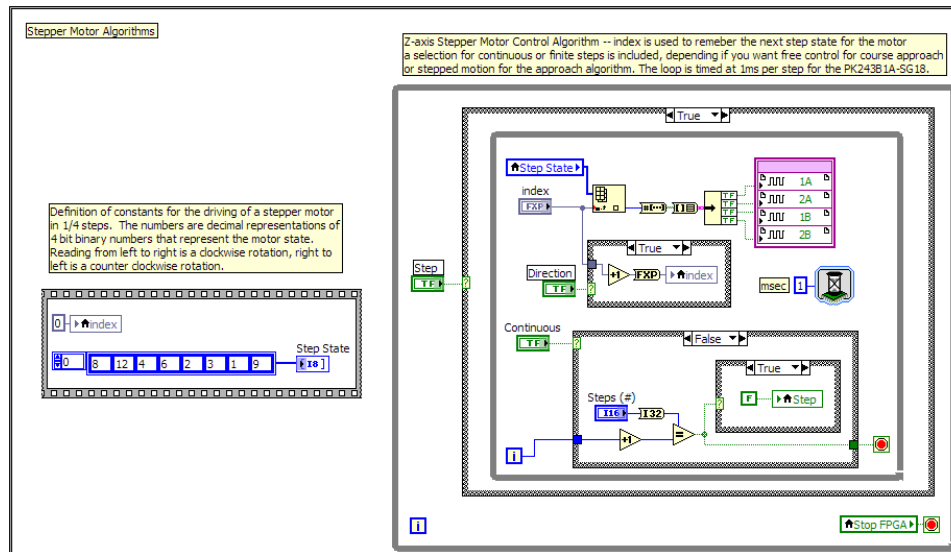 Stepper Motor Algorithms
Z-axis Stepper Motor Control Algorithm -- index is used to remeber the next step state for the motor
a selection for continuous or finite steps is included, depending if you want free control for course approach
or stepped motion for the approach algorithm. The loop is timed at 1ms per step for the PK243B1A-SG18.
True
Step State
index
FXP
1A
2A
1B
2B
TF
TF
TF
TF
Definition of constants for the driving of a stepper motor
in 1/4 steps. The numbers are decimal representations of
4 bit binary numbers that represent the motor state.
Reading from left to right is a clockwise rotation, right to
left is a counter clockwise rotation.
True
Step
TF
Direction
TF
+1
FXP
index
msec
1
0
index
Continuous
TF
False
Step State
0
8 12 4 6 2 3 1 9
I8
True
Steps (#)
I16
I32
F
Step
+1
=
i
i
Stop FPGA